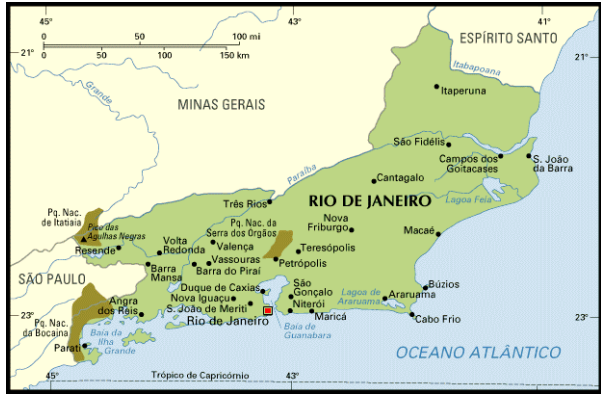 45°
43°
41°
0 50 100 mi
0 50 100 150 km
ESPÍRITO SANTO
21°
21°
Itabapoana
Grande
Itaperuna
MINAS GERAIS
São Fidélis
Campos dos
Goitacases
S. João
da Barra
Paraíba
Cantagalo
Lagoa Feia
Três Rios
RIO DE JANEIRO
Pq. Nac.
de Itatiaia
Pico das
Agulhas Negras
Pq. Nac. da
Serra dos Órgãos
Nova
Friburgo
Macaé
Resende
Volta
Redonda
Valença
Teresópolis
Vassouras
Petrópolis
Barra
Mansa
Barra do Piraí
SÃO PAULO
Duque de Caxias
São
Gonçalo
Lagoa de
Araruama
Araruama
Búzios
Angra
dos Reis
Nova Iguaçu
Niterói
S. João de Meriti
Maricá
Cabo Frio
23°
23°
Rio de Janeiro
Pq. Nac.
da Bocaina
Baía da
Ilha
Grande
Baía de
Guanabara
Parati
OCEANO ATLÂNTICO
Trópico de Capricórnio
45°
43°
41°